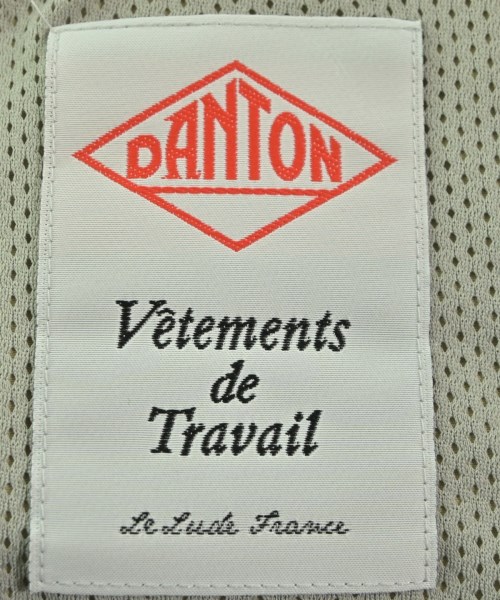 DANTON
Vêtements
de
Travail
Le Lude France